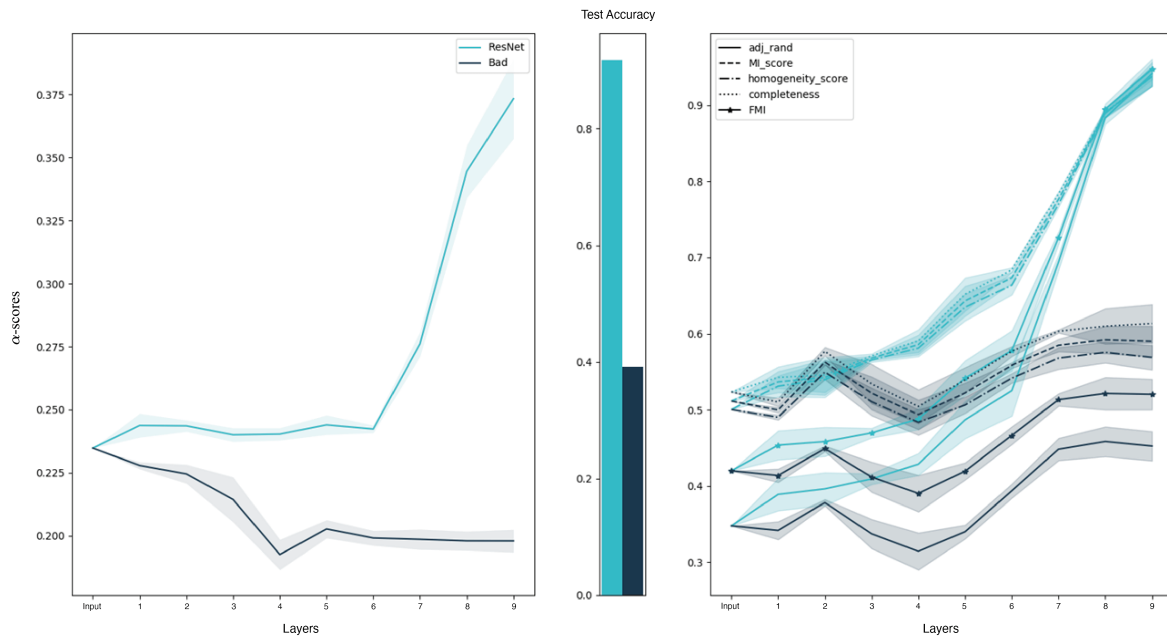 Test Accuracy
α-scores
0.375
0.350
0.325
0.300
0.275
0.250
0.225
0.200
ResNet
Bad
Input 1 2 3 4 5 6 7 8 9
Layers
0.8
0.6
0.4
0.2
0.0
0.9
0.8
0.7
0.6
0.5
0.4
0.3
adj_rand
MI_score
homogeneity_score
completeness
FMI
Input 1 2 3 4 5 6 7 8 9
Layers